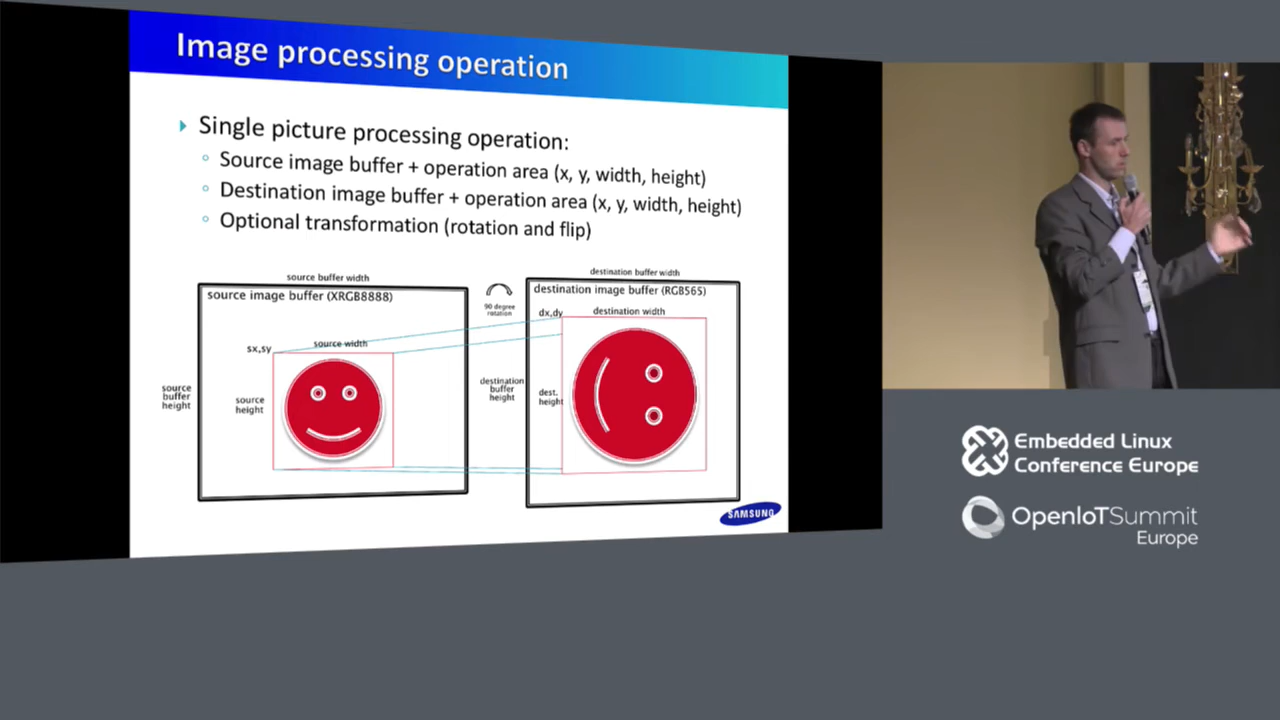 Image processing operation
Single picture processing operation:
Source image buffer + operation area (x, y, width, height)
Destination image buffer + operation area (x, y, width, height)
Optional transformation (rotation and flip)
source buffer width
source image buffer (XRGB8888)
sx,sy
source width
source
buffer
height
source
height
90 degree
rotation
destination buffer width
destination image buffer (RGB565)
dx,dy
destination width
destination
buffer
height
dest.
height
SAMSUNG
Embedded Linux
Conference Europe
OpenIoTSummit
Europe